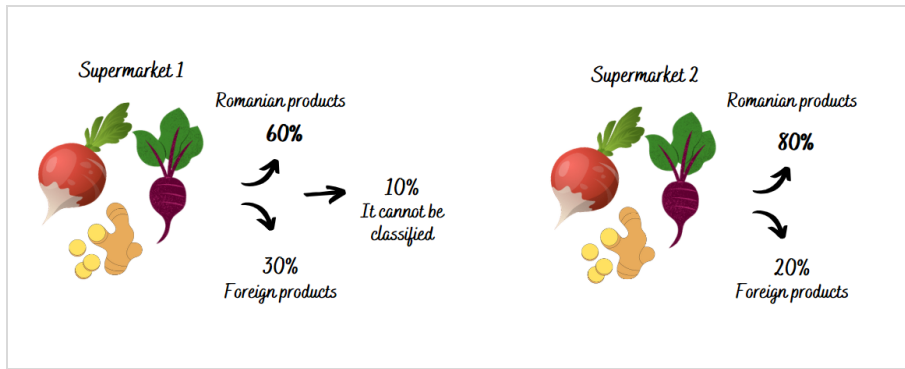 Supermarket 1
Romanian products
60%
10%
It cannot be
classified
30%
Foreign products
Supermarket 2
Romanian products
80%
20%
Foreign products